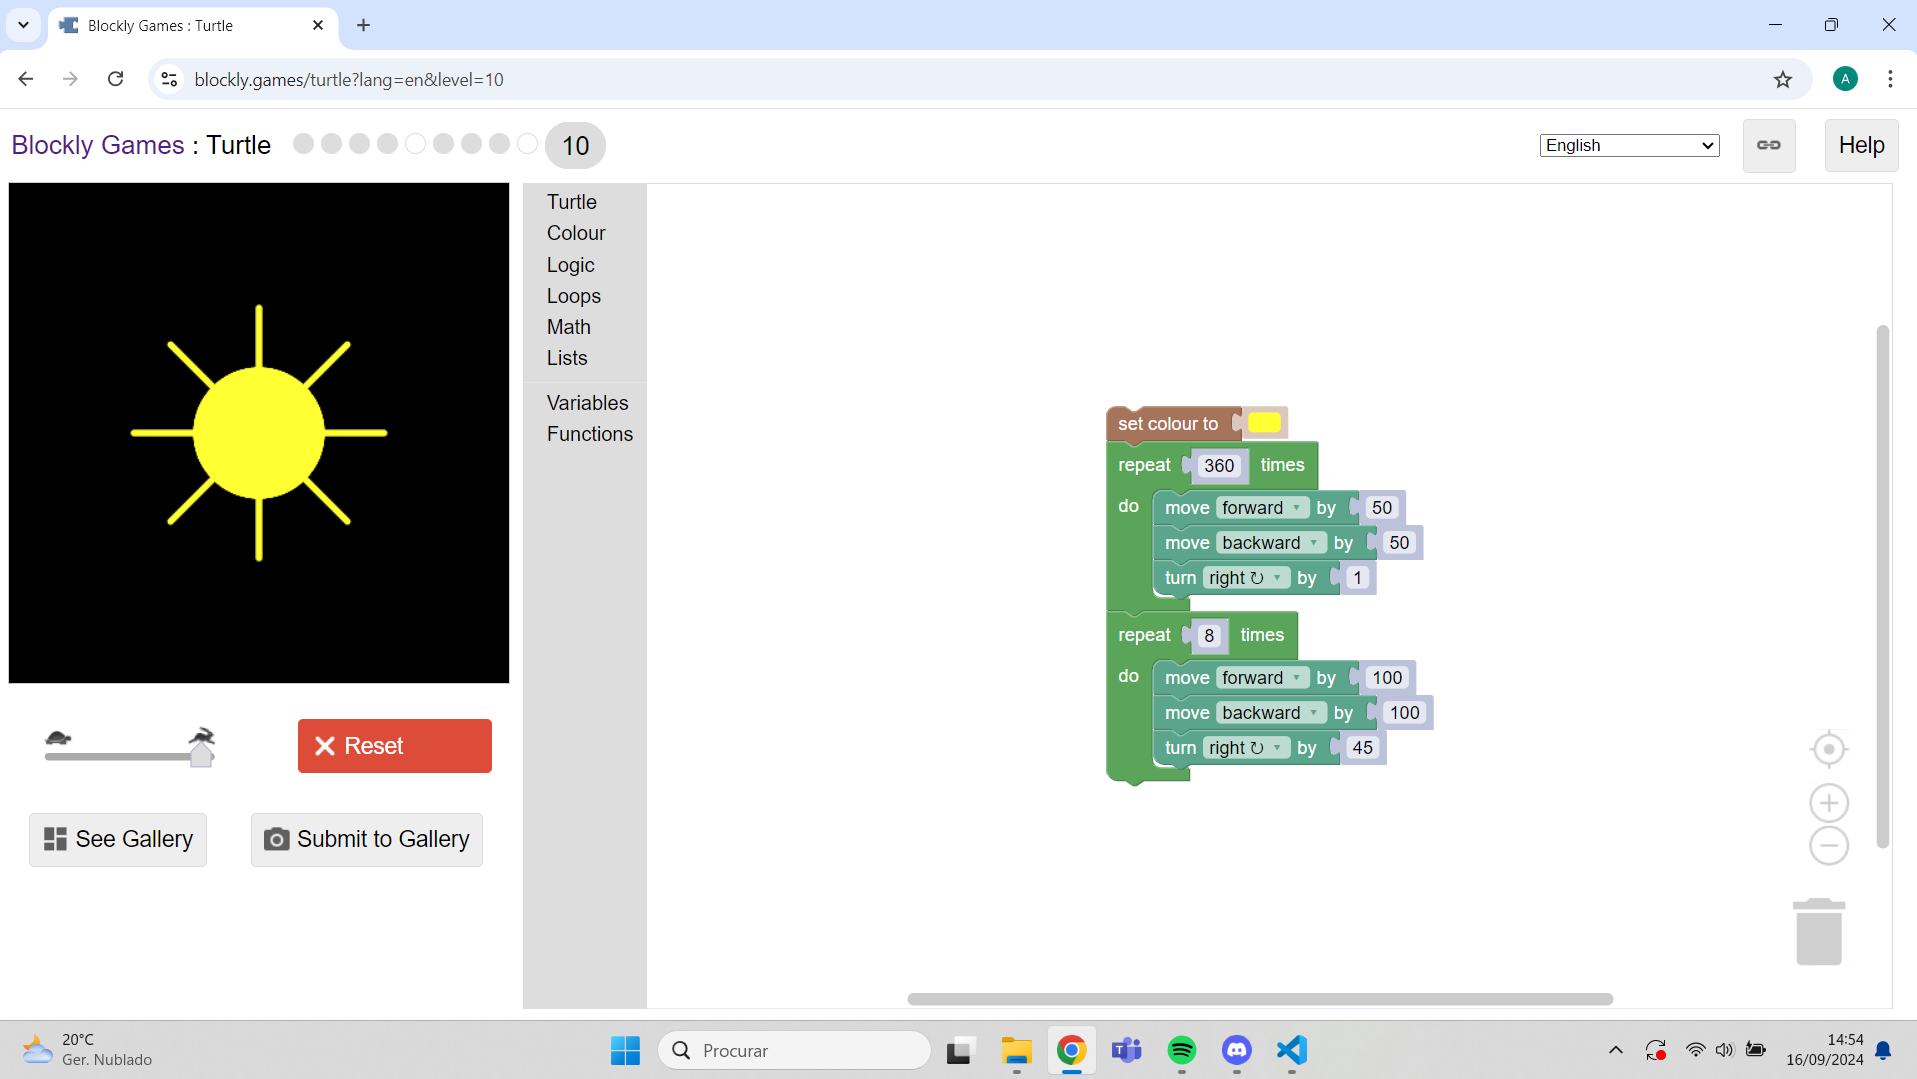 Blockly Games : Turtle
blockly.games/turtle?lang=en&level=10
A
Blockly Games : Turtle
10
English
Help
Turtle
Colour
Logic
Loops
Math
Lists
Variables
Functions
set colour to
repeat 360 times
do move forward by 50
move backward by 50
turn right ↻ by 1
repeat 8 times
do move forward by 100
move backward by 100
turn right ↻ by 45
Reset
See Gallery
Submit to Gallery
20°C
Ger. Nublado
Procurar
14:54
16/09/2024